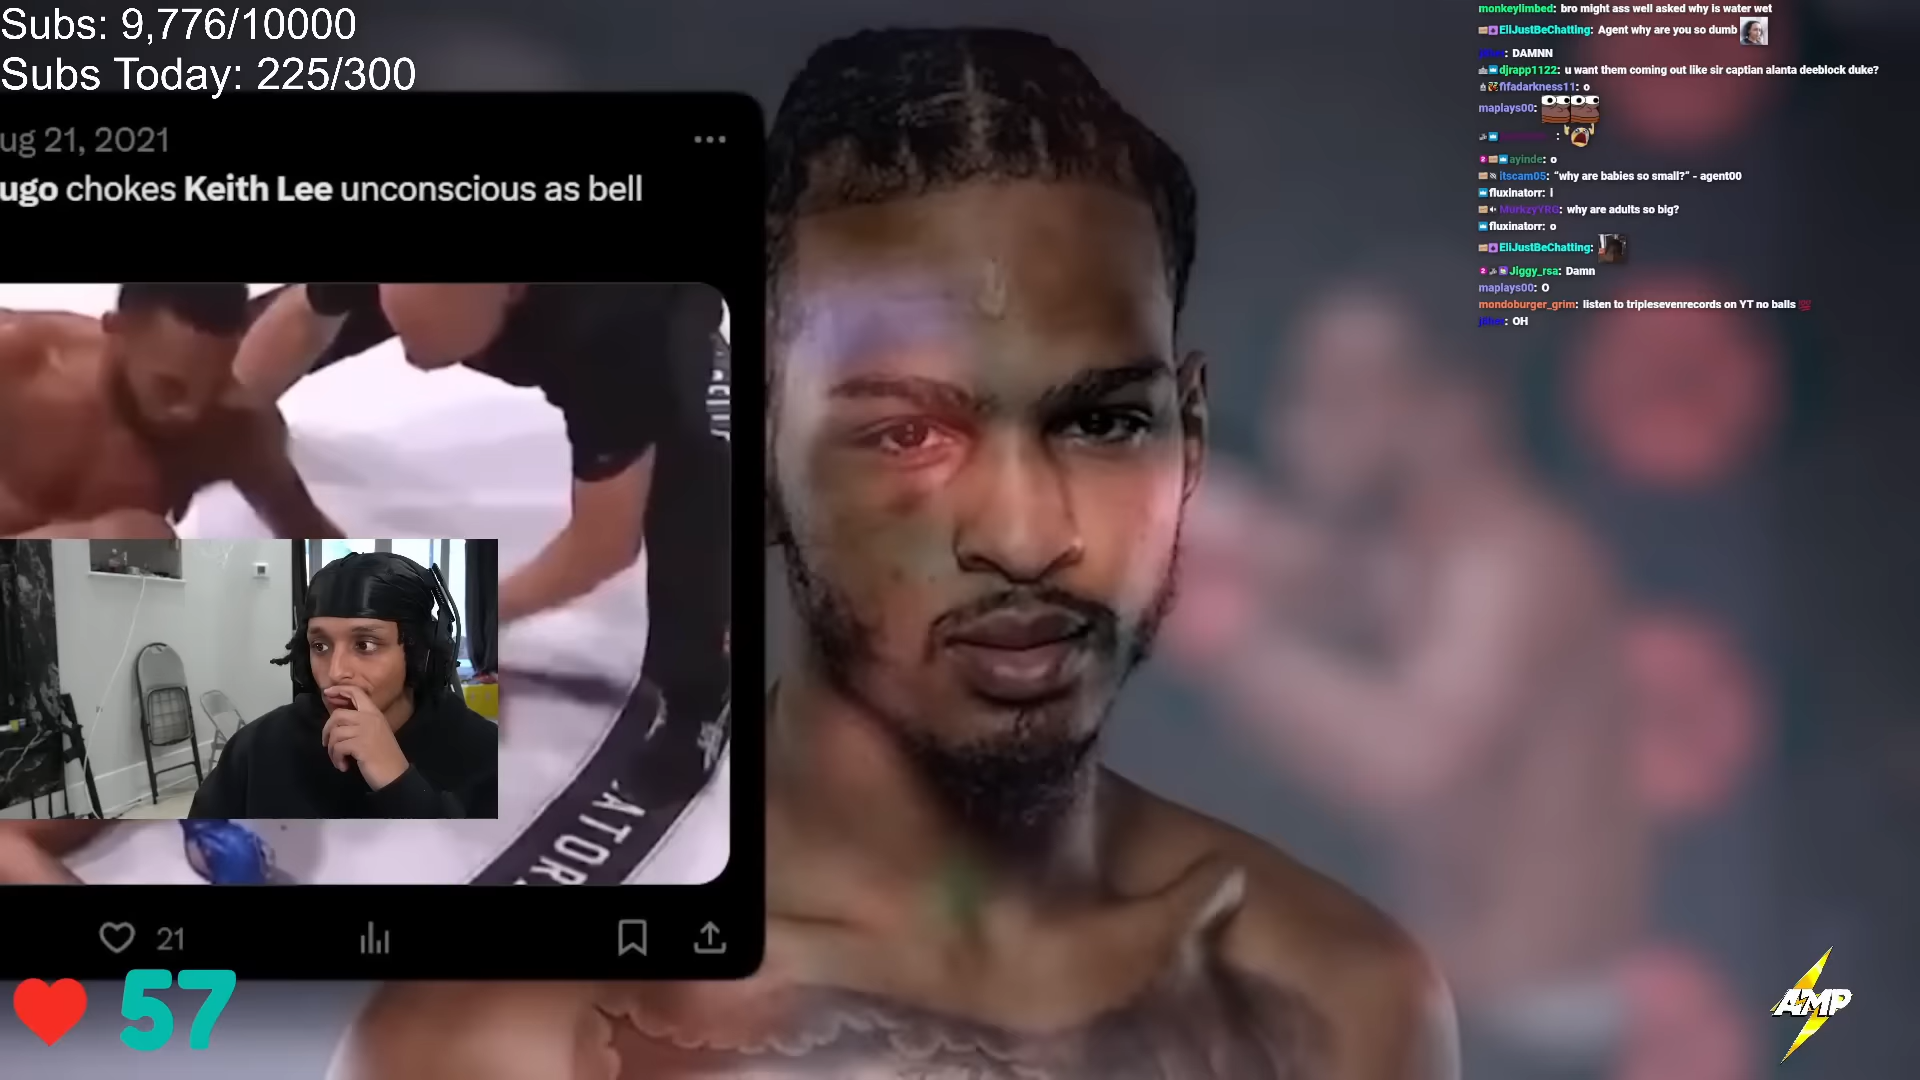 Subs: 9,776/10000
Subs Today: 225/300
ug 21, 2021
ugo chokes Keith Lee unconscious as bell
ATOR
21
57
monkeylimbed: bro might ass well asked why is water wet
EliJustBeChatting: Agent why are you so dumb
: DAMNN
djrapp1122: u want them coming out like sir captian alanta deeblock duke?
fifadarkness11: o
maplays00:
:
ayinde: o
itscam05: “why are babies so small?” - agent00
fluxinatorr: i
MurkzyYRG: why are adults so big?
fluxinatorr: o
EliJustBeChatting:
Jiggy_rsa: Damn
maplays00: O
mondoburger_grim: listen to triplesevenrecords on YT no balls
: OH
AMP